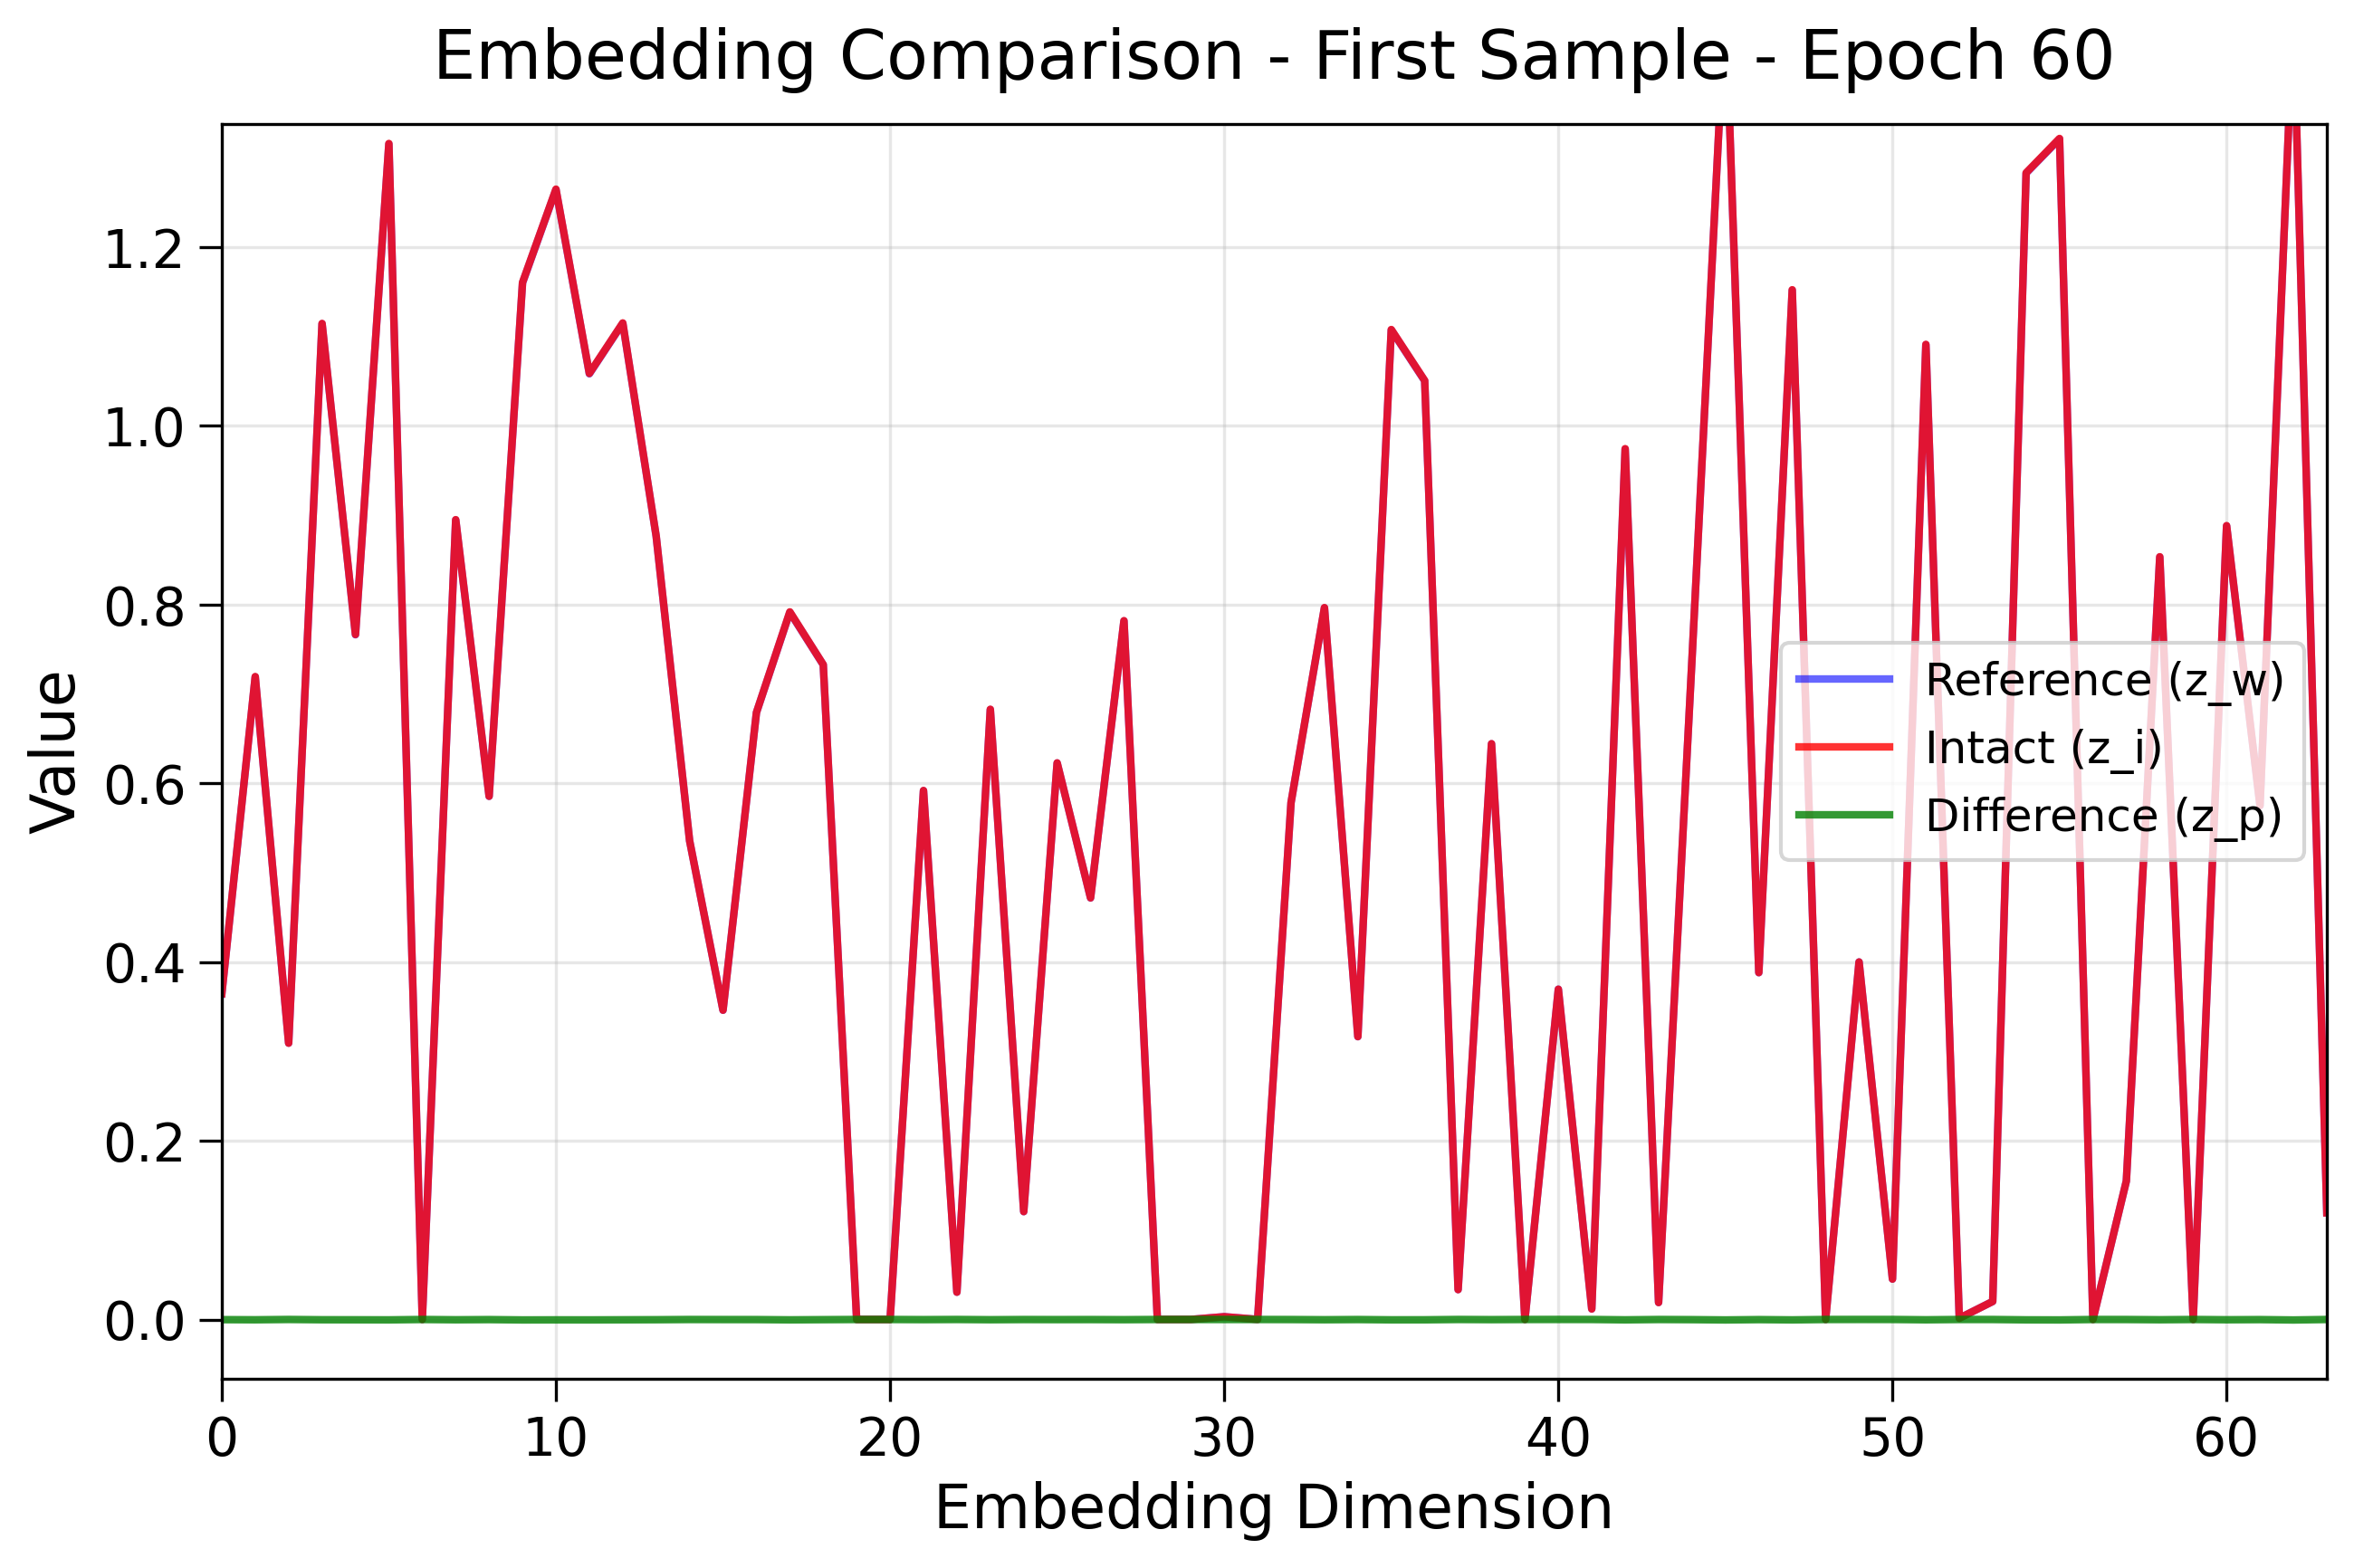 Embedding Comparison - First Sample - Epoch 60
Value
1.2
1.0
0.8
0.6
0.4
0.2
0.0
Reference (z_w)
Intact (z_i)
Difference (z_p)
0 10 20 30 40 50 60
Embedding Dimension